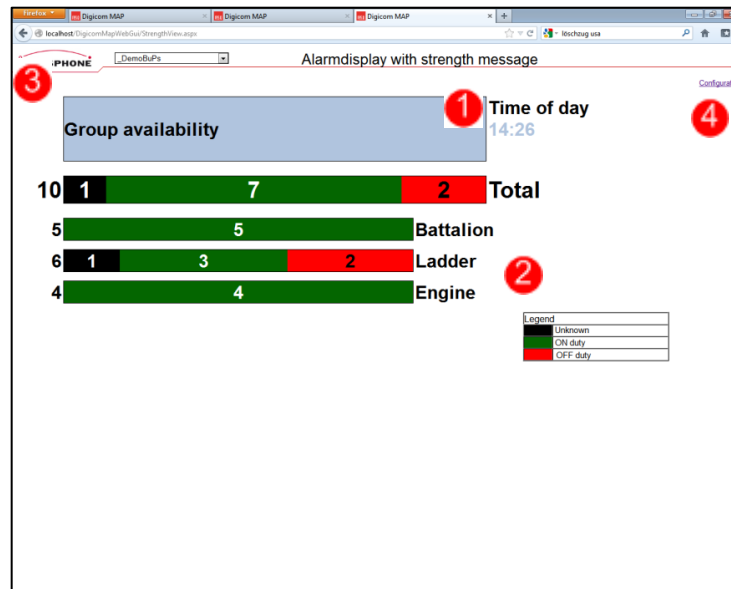 Firefox
Digicom MAP
Digicom MAP
Digicom MAP
localhost/DigicomMapWebGui/StrengthView.aspx
löschzug usa
PHONE
_DemoBuPs
Alarmdisplay with strength message
3
Configurat
1
Time of day
4
Group availability
14:26
10 1 7 2 Total
5 5 Battalion
6 1 3 2 Ladder
2
4 4 Engine
Legend
Unknown
ON duty
OFF duty